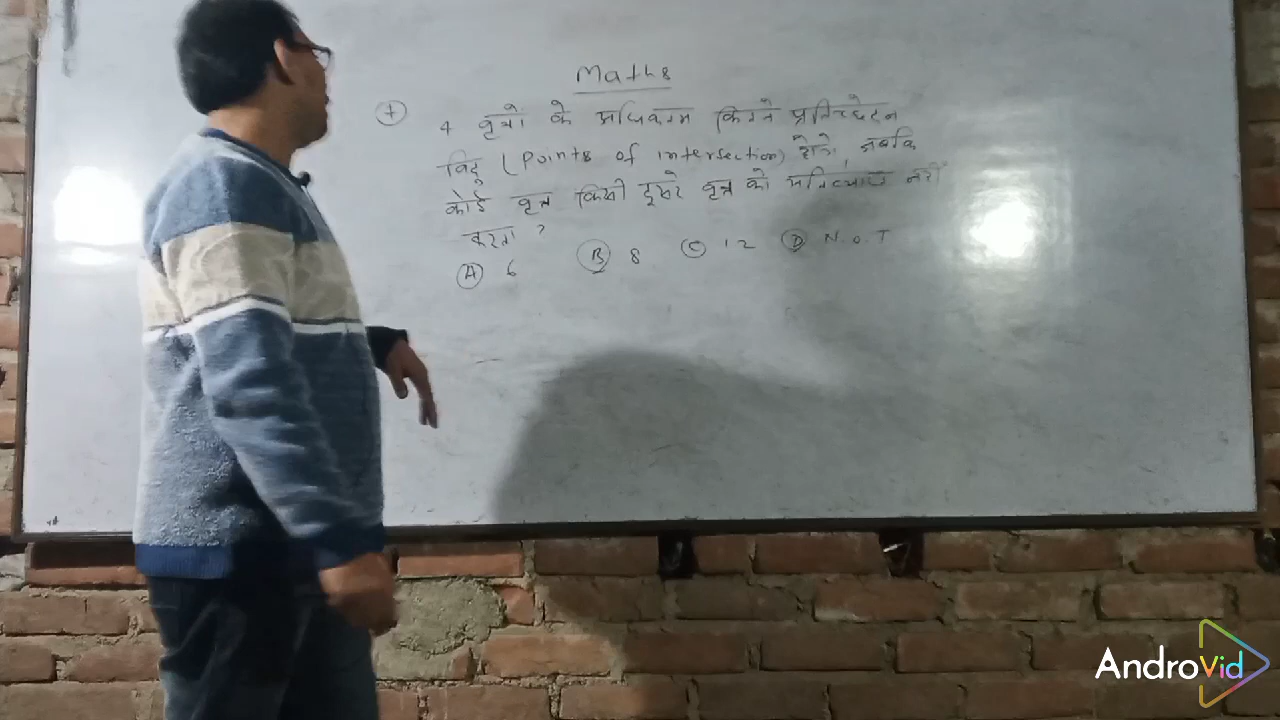 Maths
(1) 4 वृत्तो के अधिकतम कितने प्रतिच्छेदन
बिंदु (Points of intersection) होंगे, जबकि
कोई वृत्त किसी दूसरे वृत्त को अतिव्याप्त नहीं
करता ?
(A) 6 (B) 8 (C) 12 (D) N.O.T
AndroVid